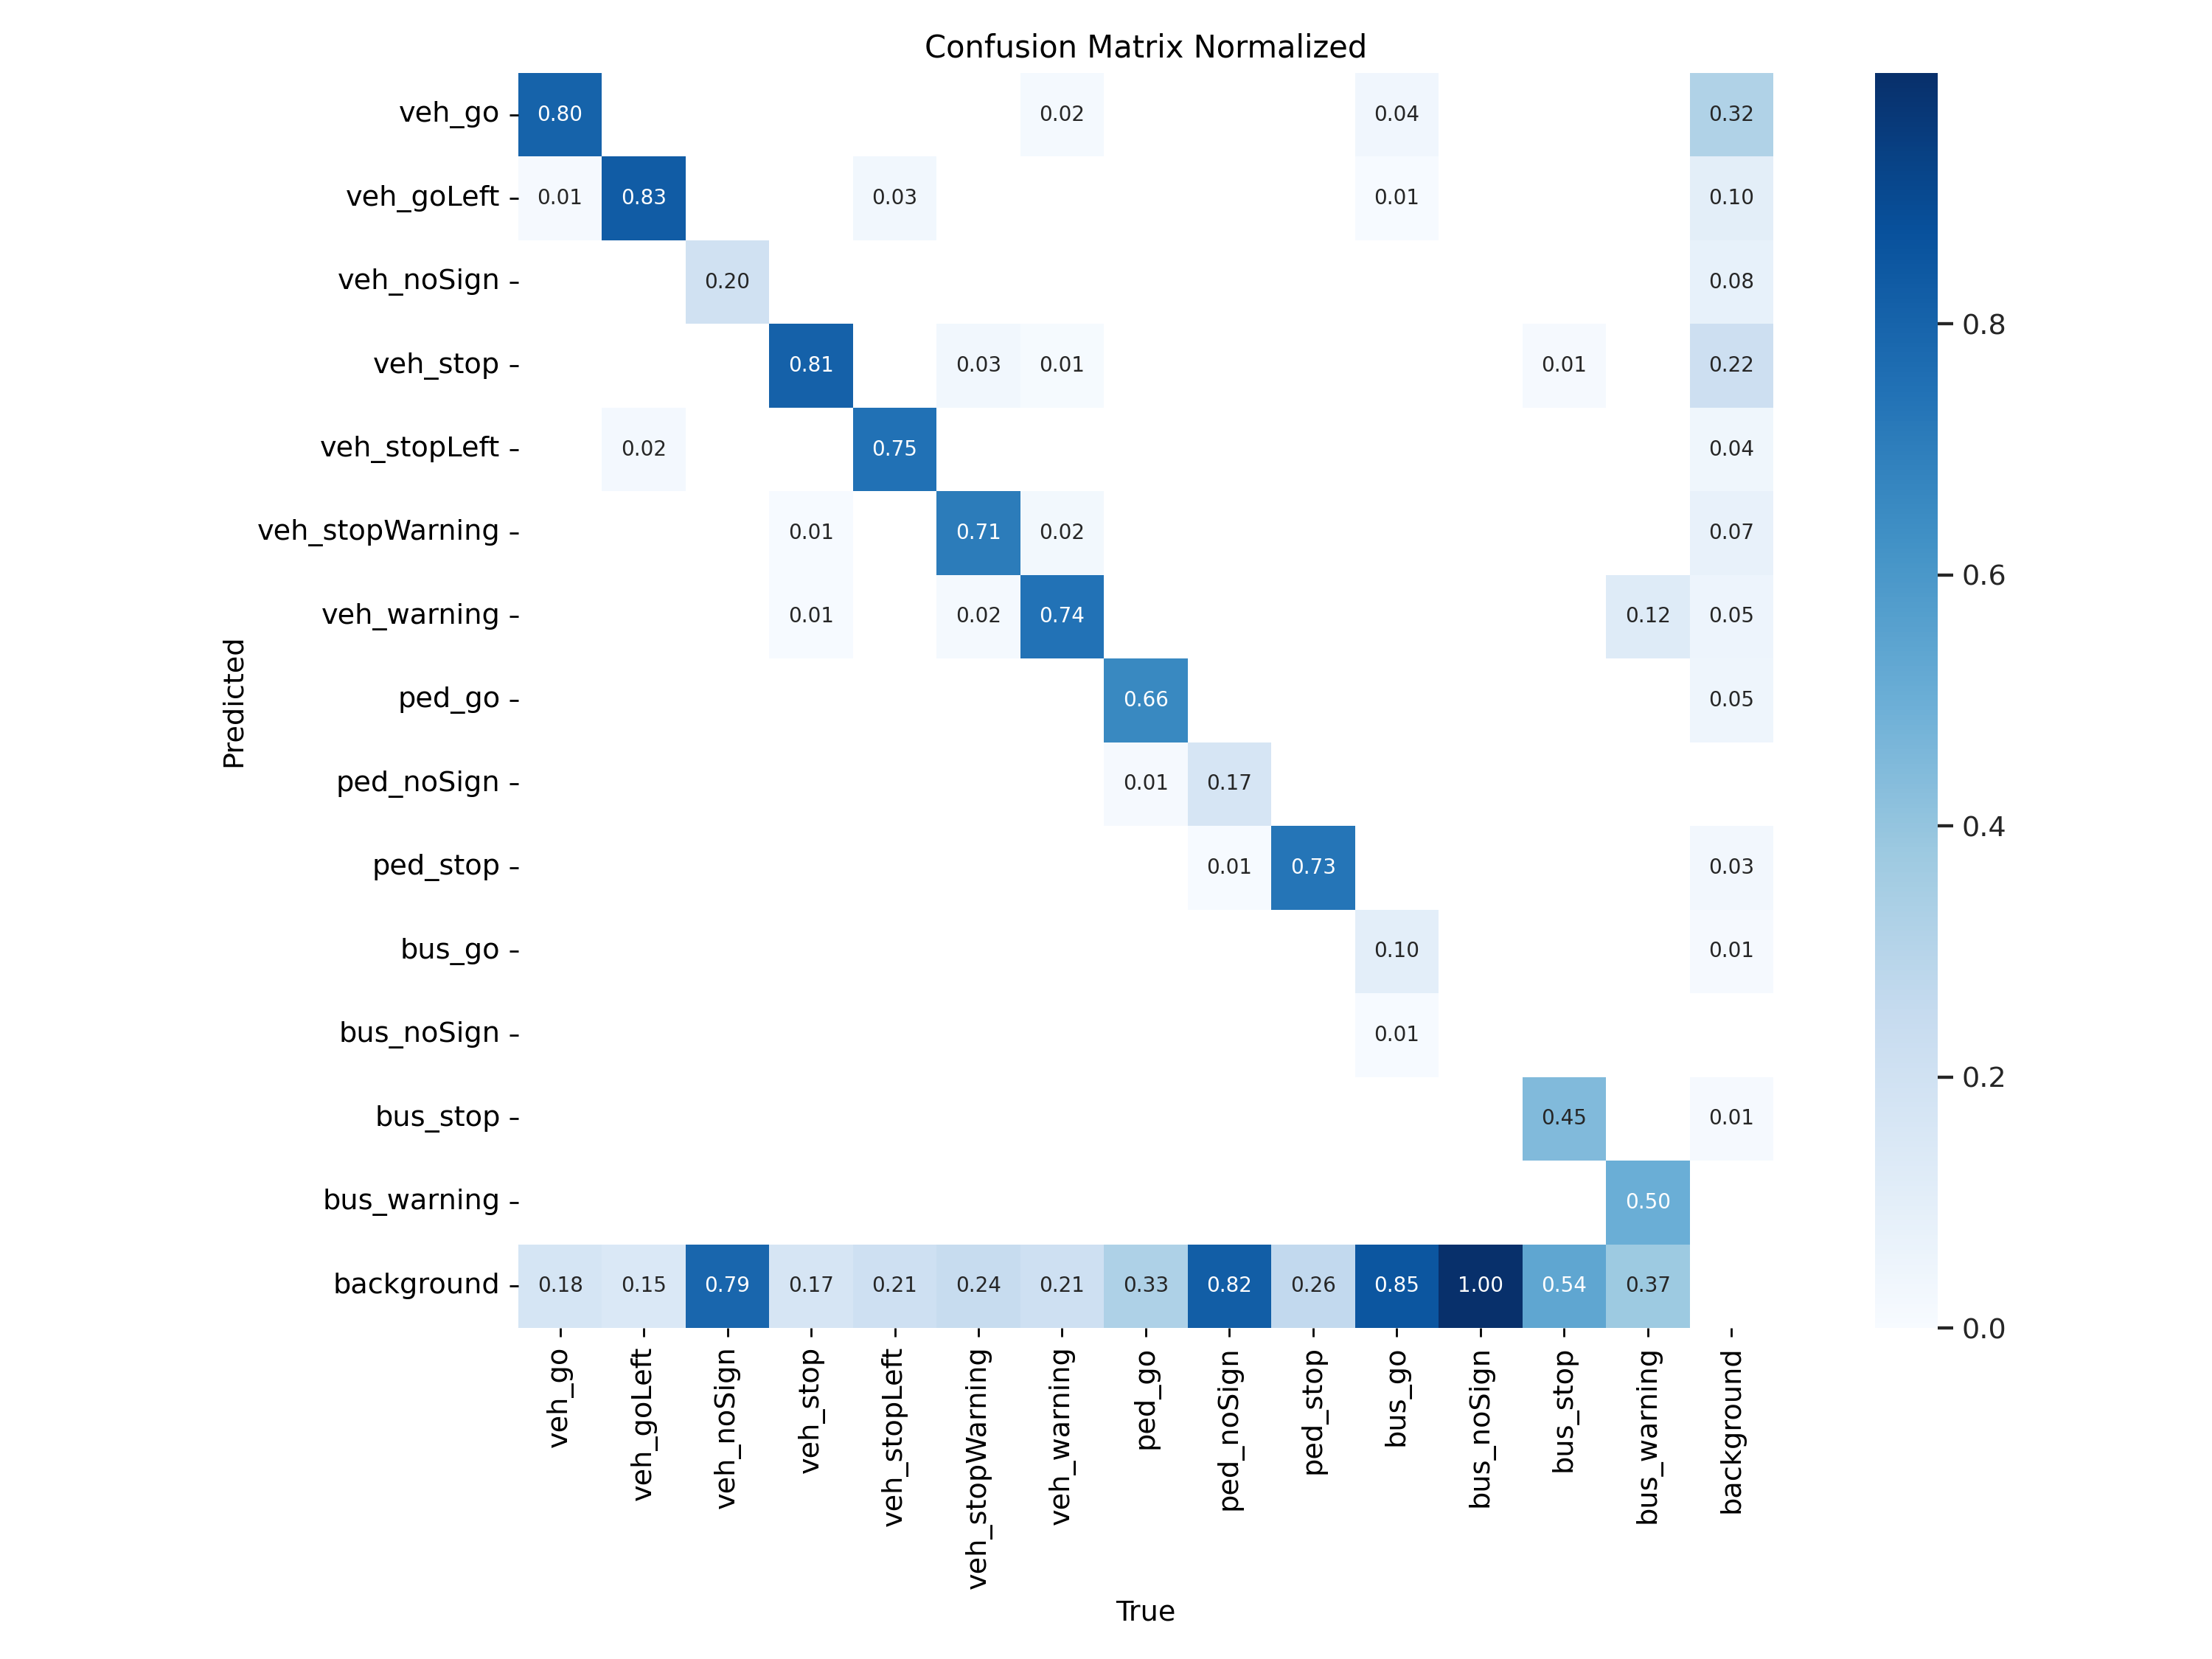 Confusion Matrix Normalized
veh_go 0.80 0.02 0.04 0.32
veh_goLeft 0.01 0.83 0.03 0.01 0.10
veh_noSign 0.20 0.08
veh_stop 0.81 0.03 0.01 0.01 0.22
veh_stopLeft 0.02 0.75 0.04
veh_stopWarning 0.01 0.71 0.02 0.07
veh_warning 0.01 0.02 0.74 0.12 0.05
ped_go 0.66 0.05
ped_noSign 0.01 0.17
ped_stop 0.01 0.73 0.03
bus_go 0.10 0.01
bus_noSign 0.01
bus_stop 0.45 0.01
bus_warning 0.50
background 0.18 0.15 0.79 0.17 0.21 0.24 0.21 0.33 0.82 0.26 0.85 1.00 0.54 0.37
Predicted
veh_go
veh_goLeft
veh_noSign
veh_stop
veh_stopLeft
veh_stopWarning
veh_warning
ped_go
ped_noSign
ped_stop
bus_go
bus_noSign
bus_stop
bus_warning
background
True
0.8
0.6
0.4
0.2
0.0